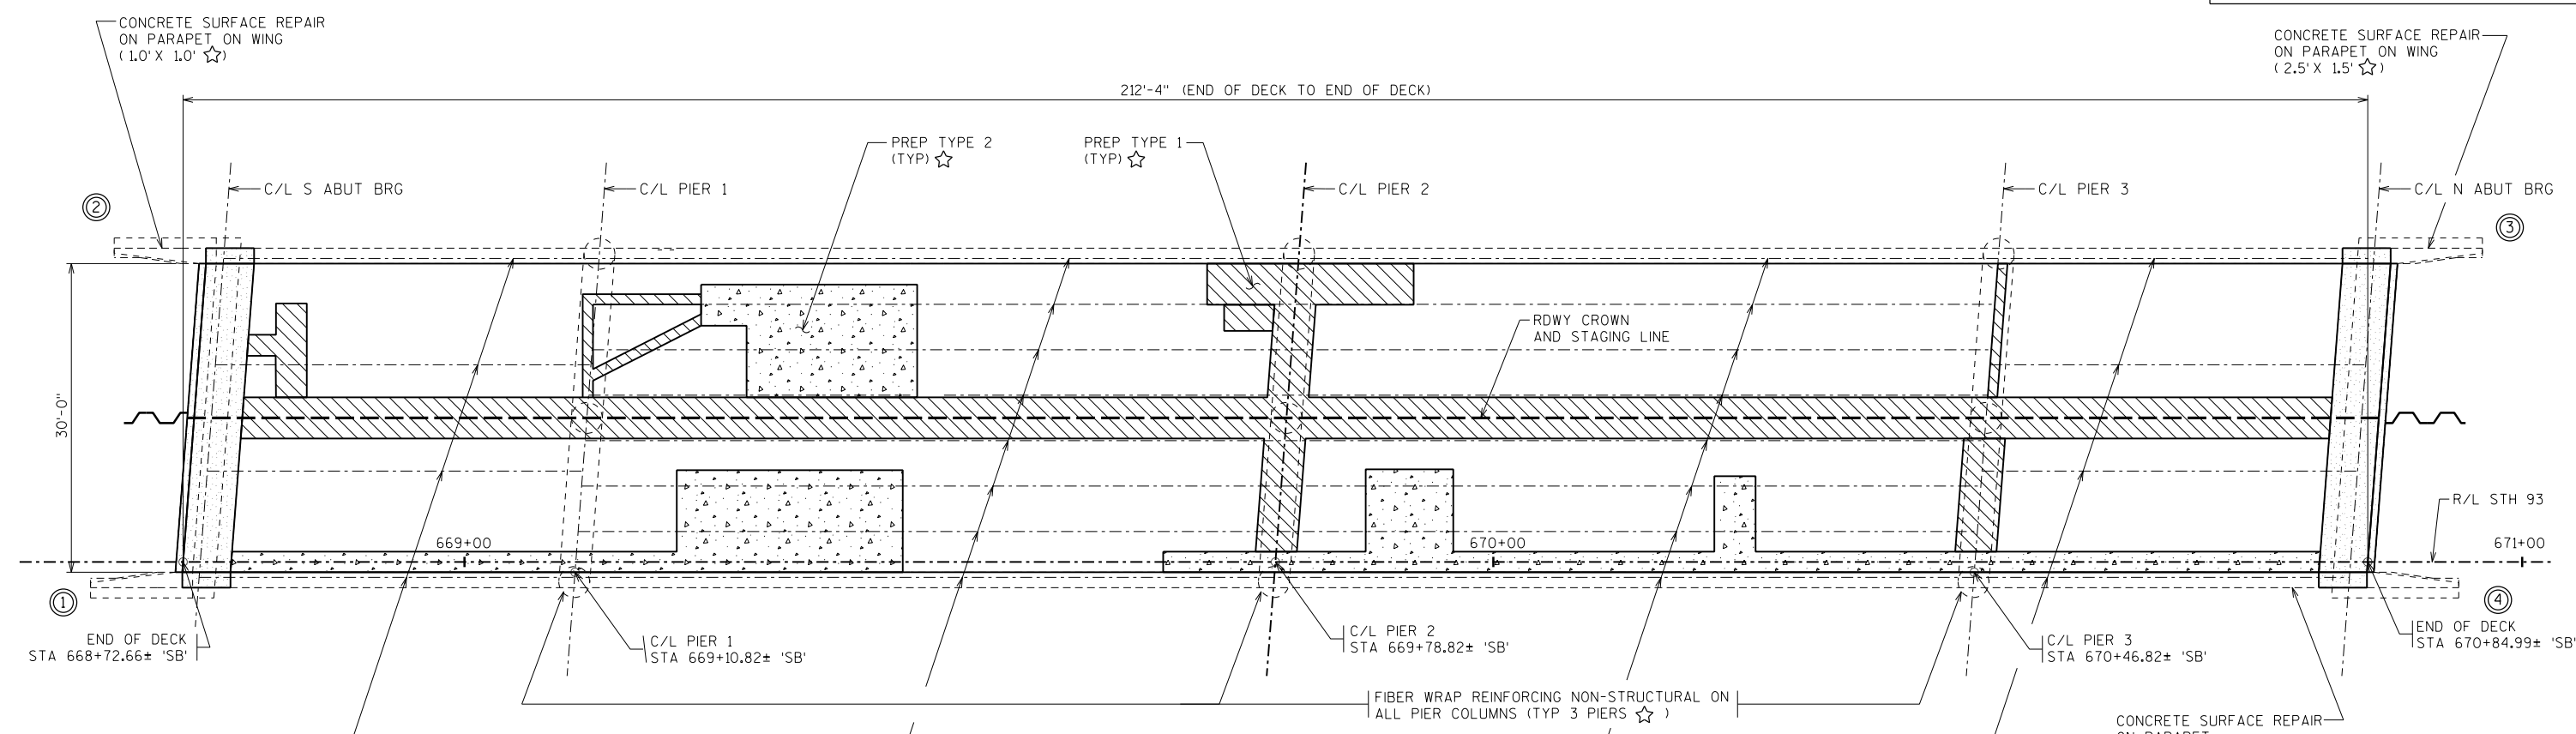 CONCRETE SURFACE REPAIR
ON PARAPET ON WING
(1.0' X 1.0' ☆)
CONCRETE SURFACE REPAIR
ON PARAPET ON WING
(2.5' X 1.5' ☆)
212'-4" (END OF DECK TO END OF DECK)
PREP TYPE 2
(TYP) ☆
PREP TYPE 1
(TYP) ☆
C/L S ABUT BRG
C/L PIER 1
C/L PIER 2
C/L PIER 3
C/L N ABUT BRG
2
3
RDWY CROWN
AND STAGING LINE
30'-0"
R/L STH 93
669+00
670+00
671+00
1
4
END OF DECK
STA 668+72.66± 'SB'
C/L PIER 1
STA 669+10.82± 'SB'
C/L PIER 2
STA 669+78.82± 'SB'
C/L PIER 3
STA 670+46.82± 'SB'
END OF DECK
STA 670+84.99± 'SB'
FIBER WRAP REINFORCING NON-STRUCTURAL ON
ALL PIER COLUMNS (TYP 3 PIERS ☆ )
CONCRETE SURFACE REPAIR